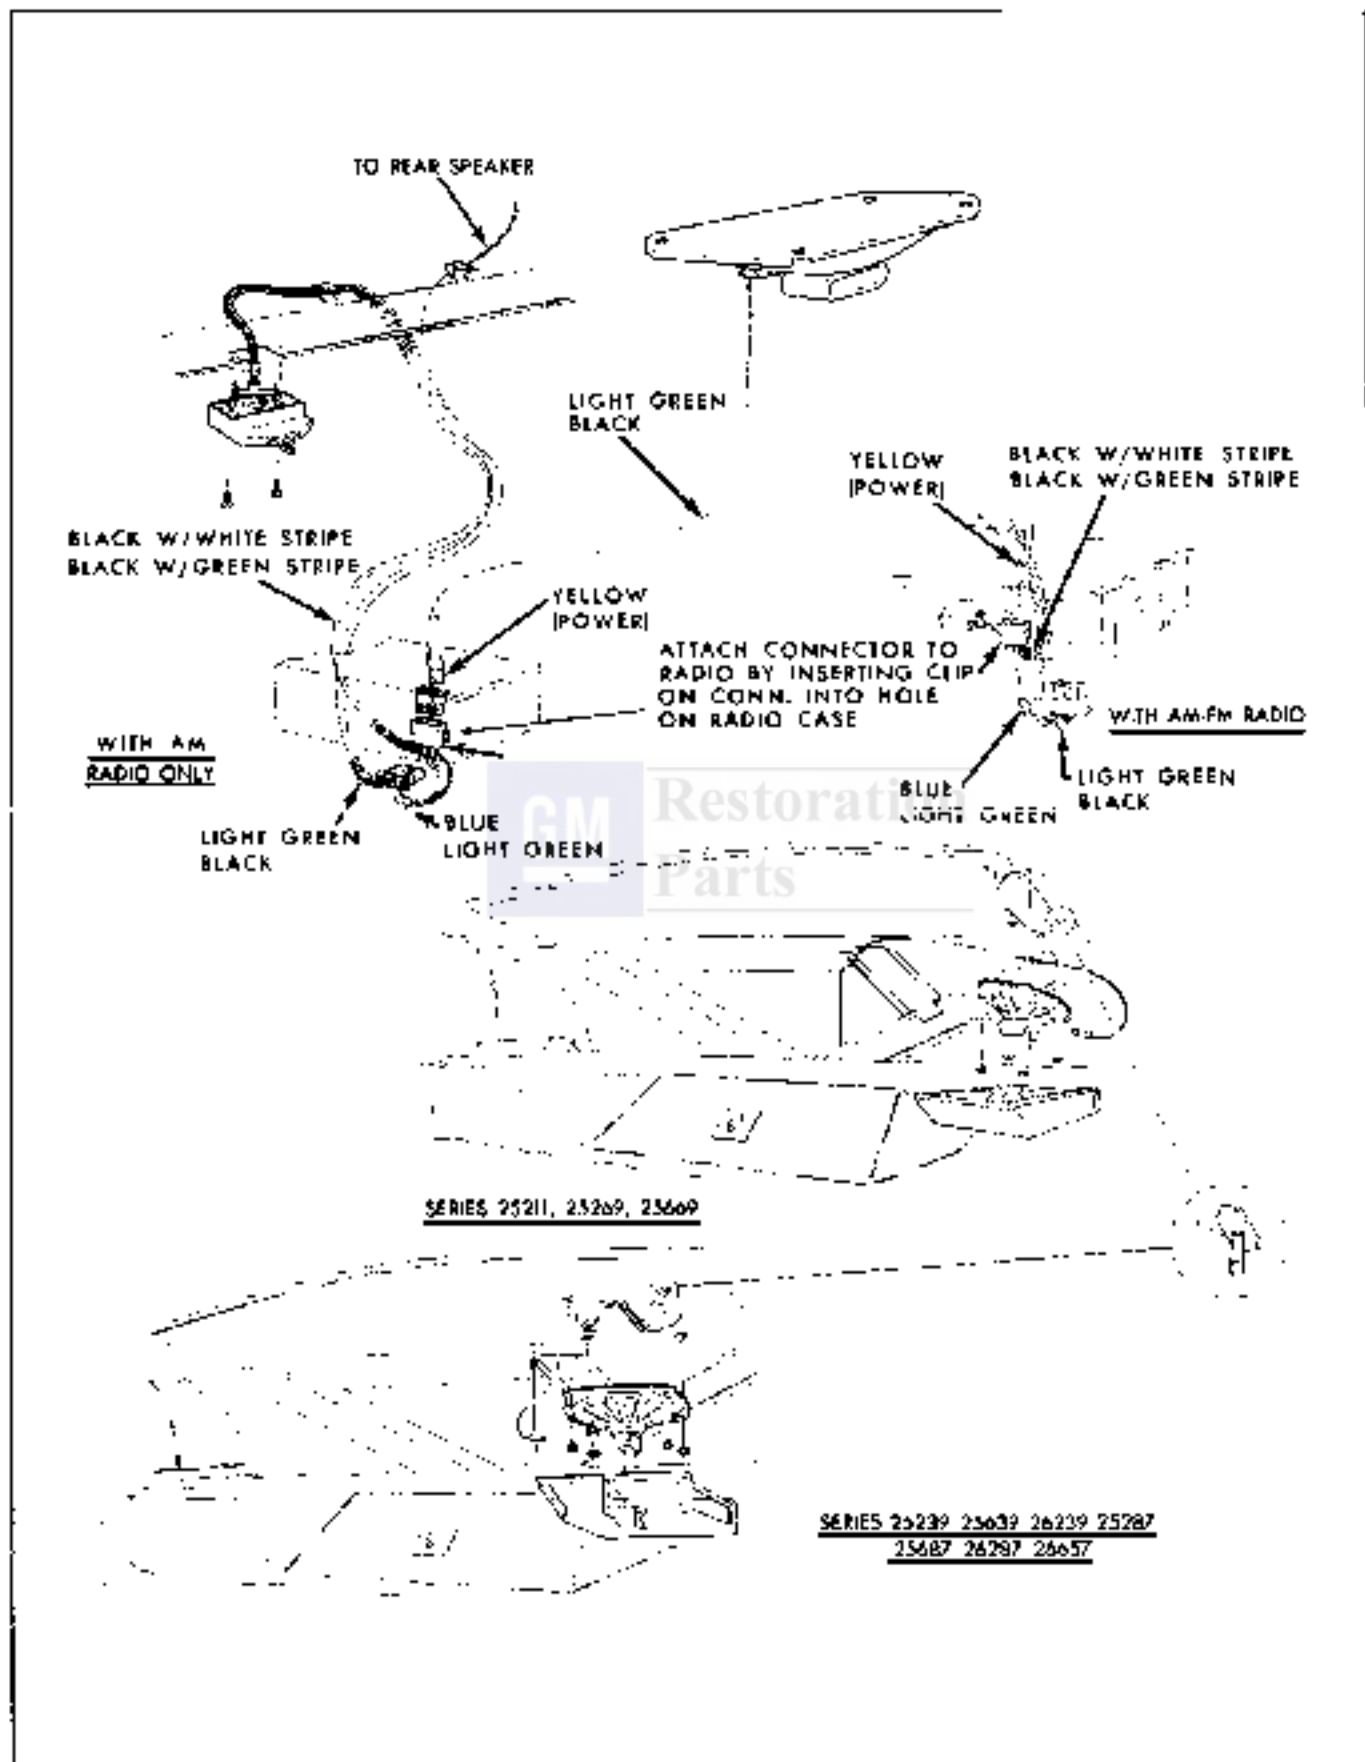 TO REAR SPEAKER
LIGHT GREEN
BLACK
YELLOW
(POWER)
BLACK W/WHITE STRIPE
BLACK W/GREEN STRIPE
BLACK W/WHITE STRIPE
BLACK W/GREEN STRIPE
YELLOW
(POWER)
ATTACH CONNECTOR TO
RADIO BY INSERTING CLIP
ON CONN. INTO HOLE
ON RADIO CASE
WITH AM
RADIO ONLY
WITH AM-FM RADIO
LIGHT GREEN
BLACK
BLUE
LIGHT GREEN
BLUE
LIGHT GREEN
LIGHT GREEN
BLACK
GM
Restoration
Parts
SERIES 25211, 25269, 25669
SERIES 25239 25639 26239 25287
25687 26287 26657